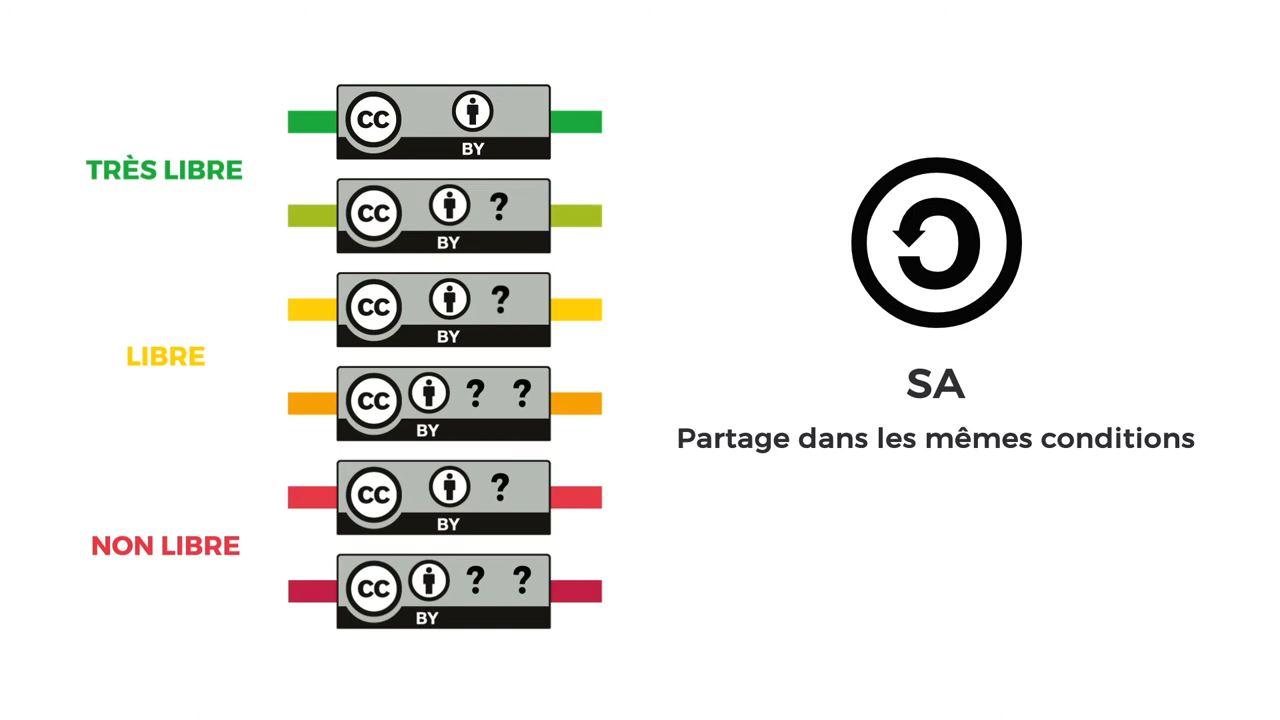 TRÈS LIBRE
CC
BY
CC ?
BY
LIBRE
CC ?
BY
CC ? ?
BY
NON LIBRE
CC ?
BY
CC ? ?
BY
SA
Partage dans les mêmes conditions